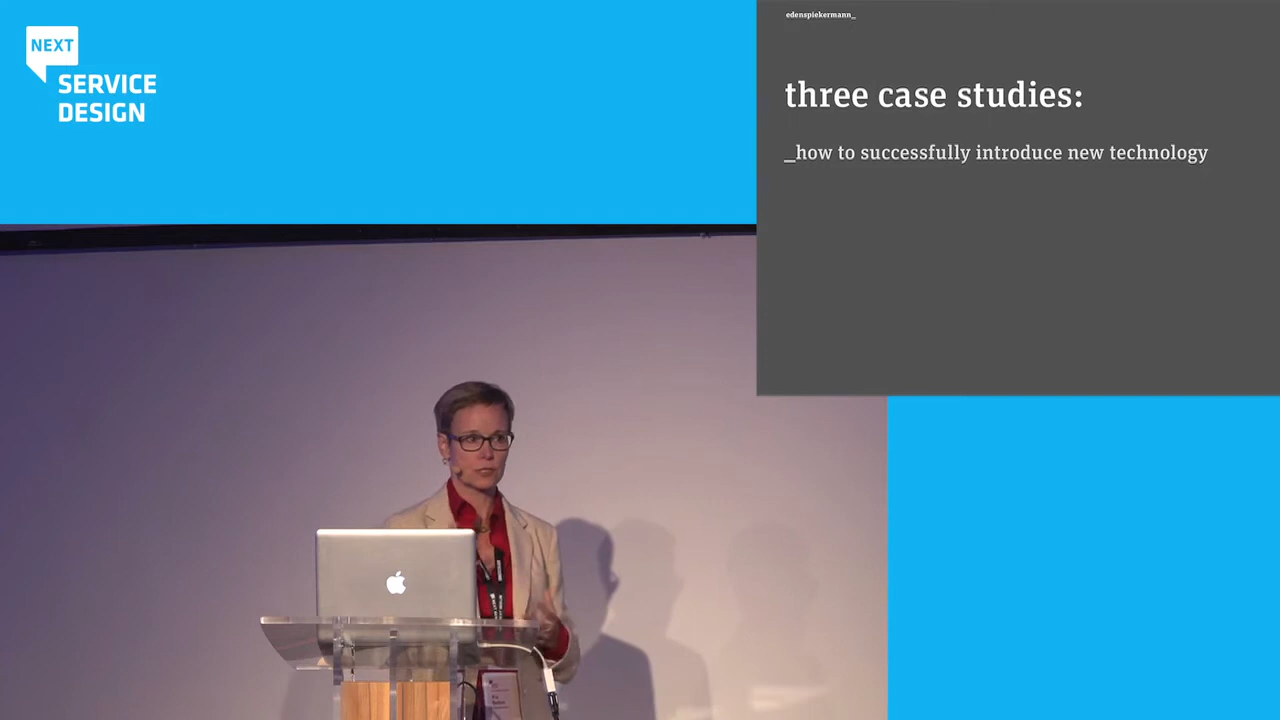 NEXT
SERVICE
DESIGN
edenspiekermann_
three case studies:
_how to successfully introduce new technology